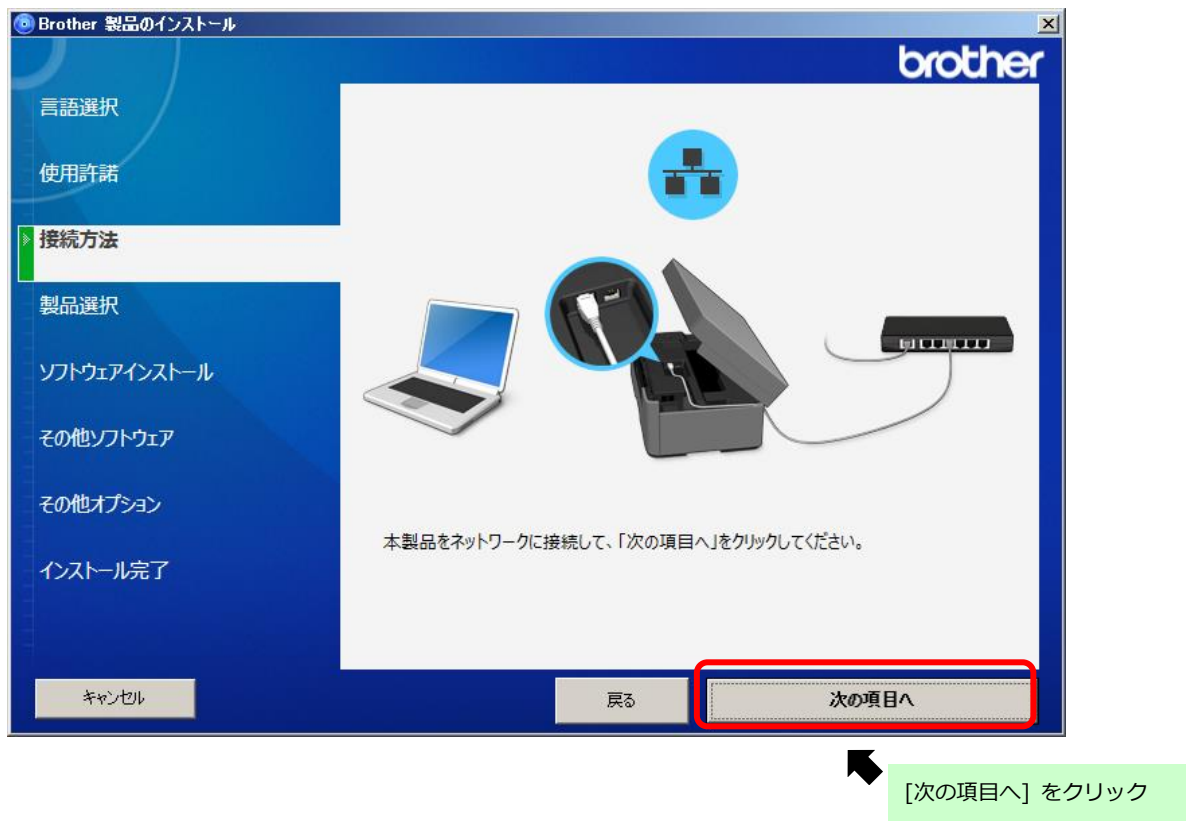 Brother 製品のインストール
brother
言語選択
使用許諾
接続方法
製品選択
ソフトウェアインストール
その他ソフトウェア
その他オプション
インストール完了
本製品をネットワークに接続して、「次の項目へ」をクリックしてください。
キャンセル
戻る
次の項目へ
[次の項目へ] をクリック